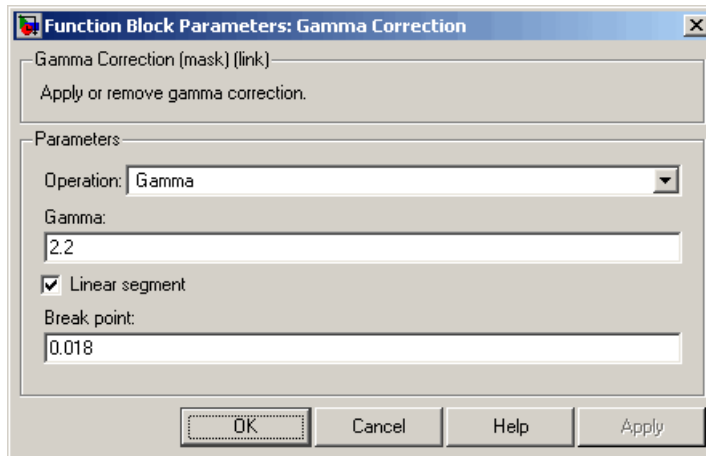 Function Block Parameters: Gamma Correction
Gamma Correction (mask) (link)
Apply or remove gamma correction.
Parameters
Operation: Gamma
Gamma:
2.2
Linear segment
Break point:
0.018
OK Cancel Help Apply